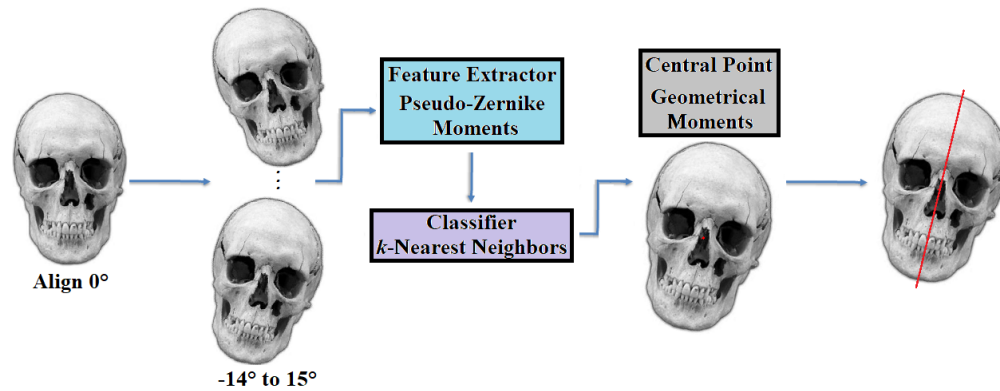 Align 0°
-14° to 15°
Feature Extractor
Pseudo-Zernike
Moments
Classifier
k-Nearest Neighbors
Central Point
Geometrical
Moments